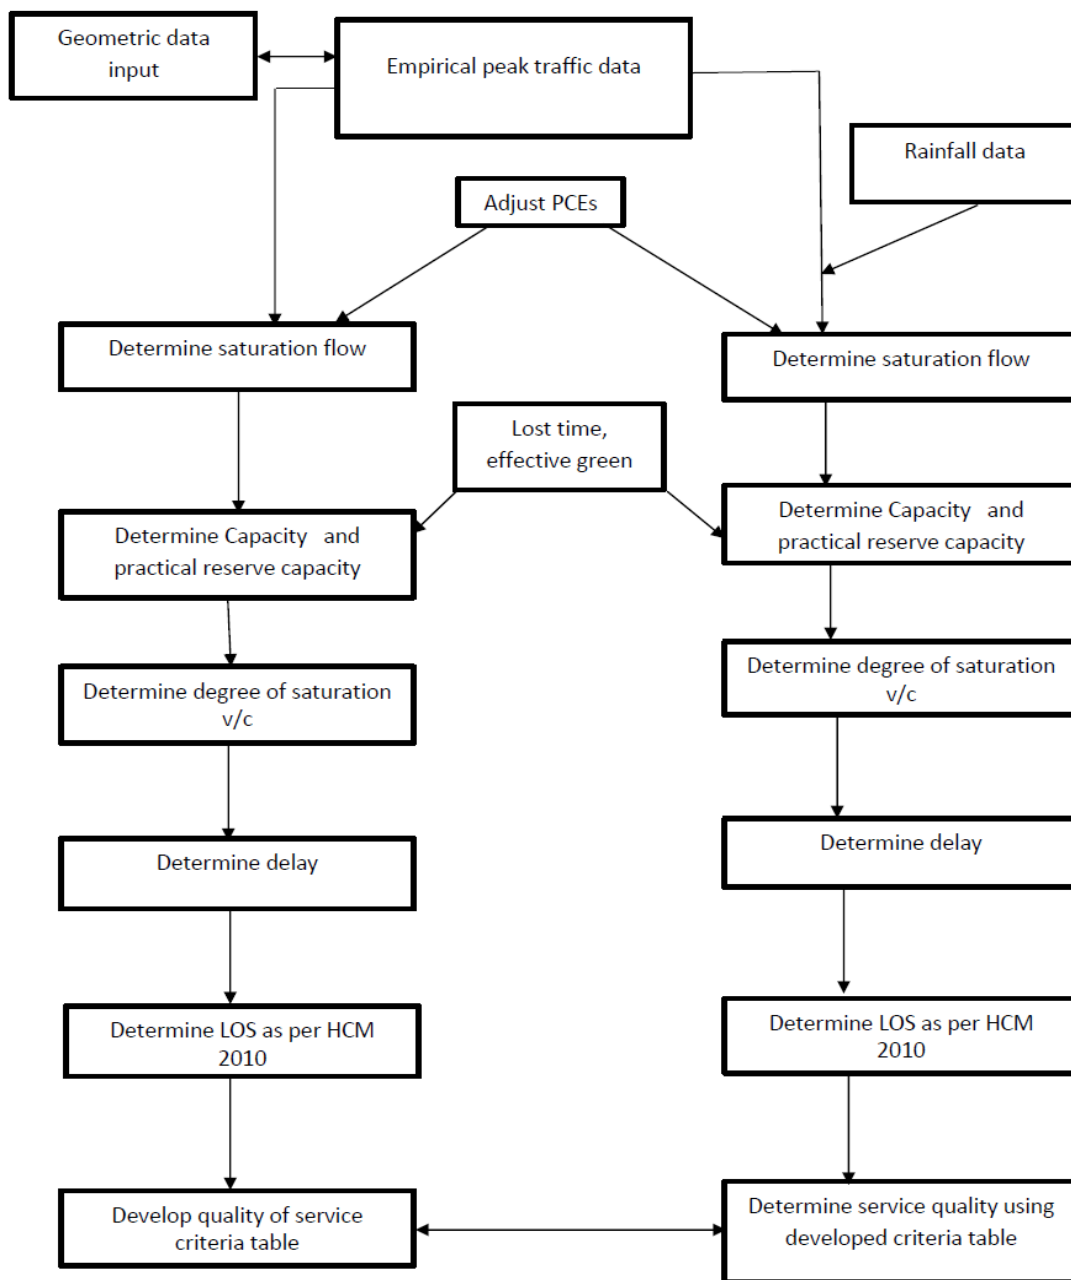 Geometric data
input
Empirical peak traffic data
Rainfall data
Adjust PCEs
Determine saturation flow
Determine saturation flow
Lost time,
effective green
Determine Capacity and
practical reserve capacity
Determine Capacity and
practical reserve capacity
Determine degree of saturation
v/c
Determine degree of saturation
v/c
Determine delay
Determine delay
Determine LOS as per HCM
2010
Determine LOS as per HCM
2010
Develop quality of service
criteria table
Determine service quality using
developed criteria table